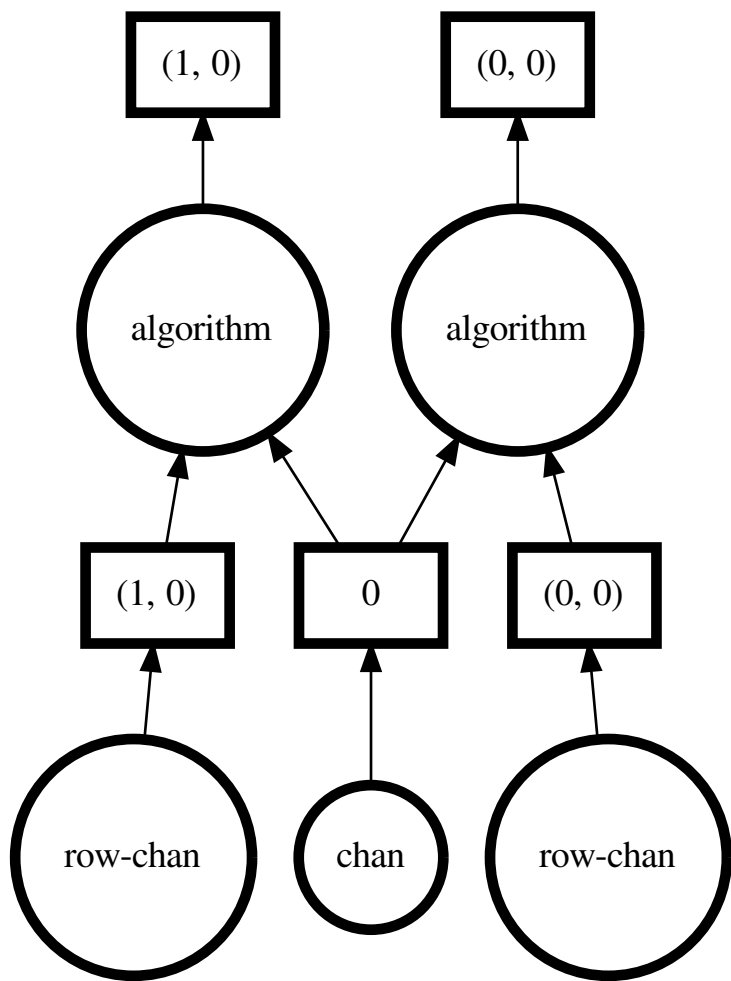 (1, 0)
(0, 0)
algorithm
algorithm
(1, 0)
0
(0, 0)
row-chan
chan
row-chan